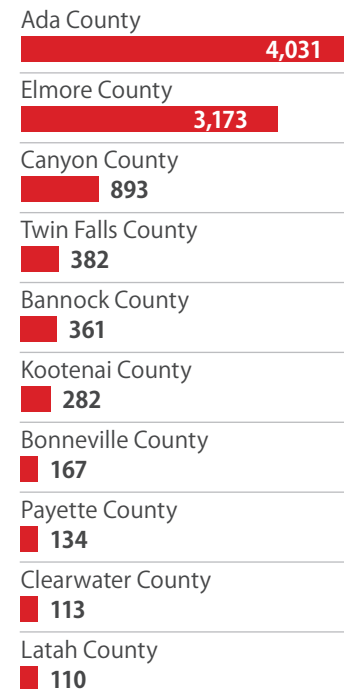 Ada County
4,031
Elmore County
3,173
Canyon County
893
Twin Falls County
382
Bannock County
361
Kootenai County
282
Bonneville County
167
Payette County
134
Clearwater County
113
Latah County
110